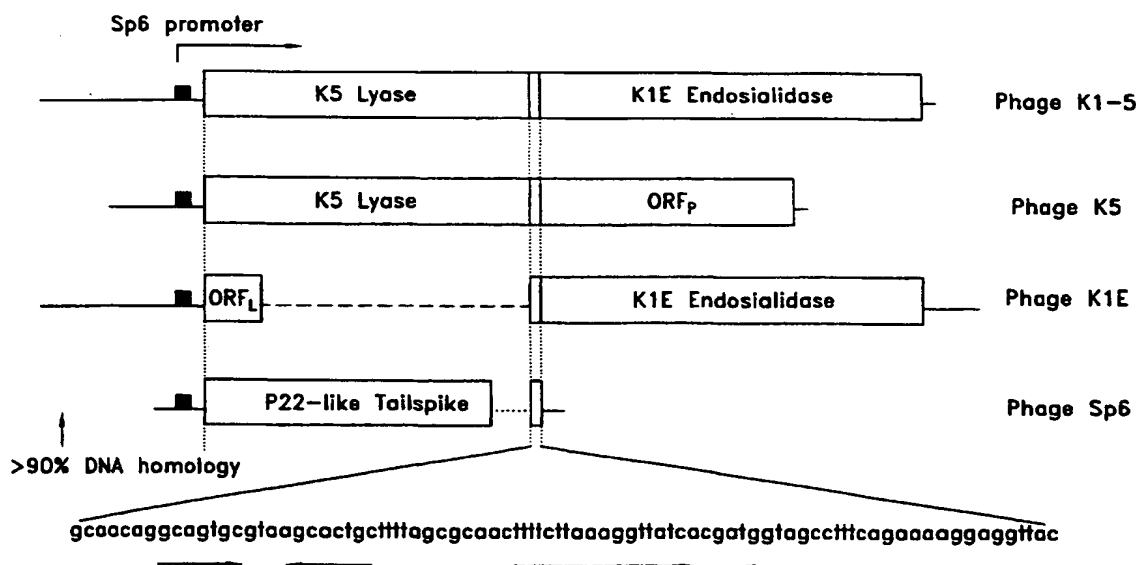 Sp6 promoter
K5 Lyase K1E Endosialidase Phage K1-5
K5 Lyase ORFP Phage K5
ORFL K1E Endosialidase Phage K1E
P22-like Tailspike Phage Sp6
>90% DNA homology
gcaacaggcagtgcgtaagcactgcttttagcgcaacttttcttaaaggttatcacgatggtagcctttcagaaaaggaggttac